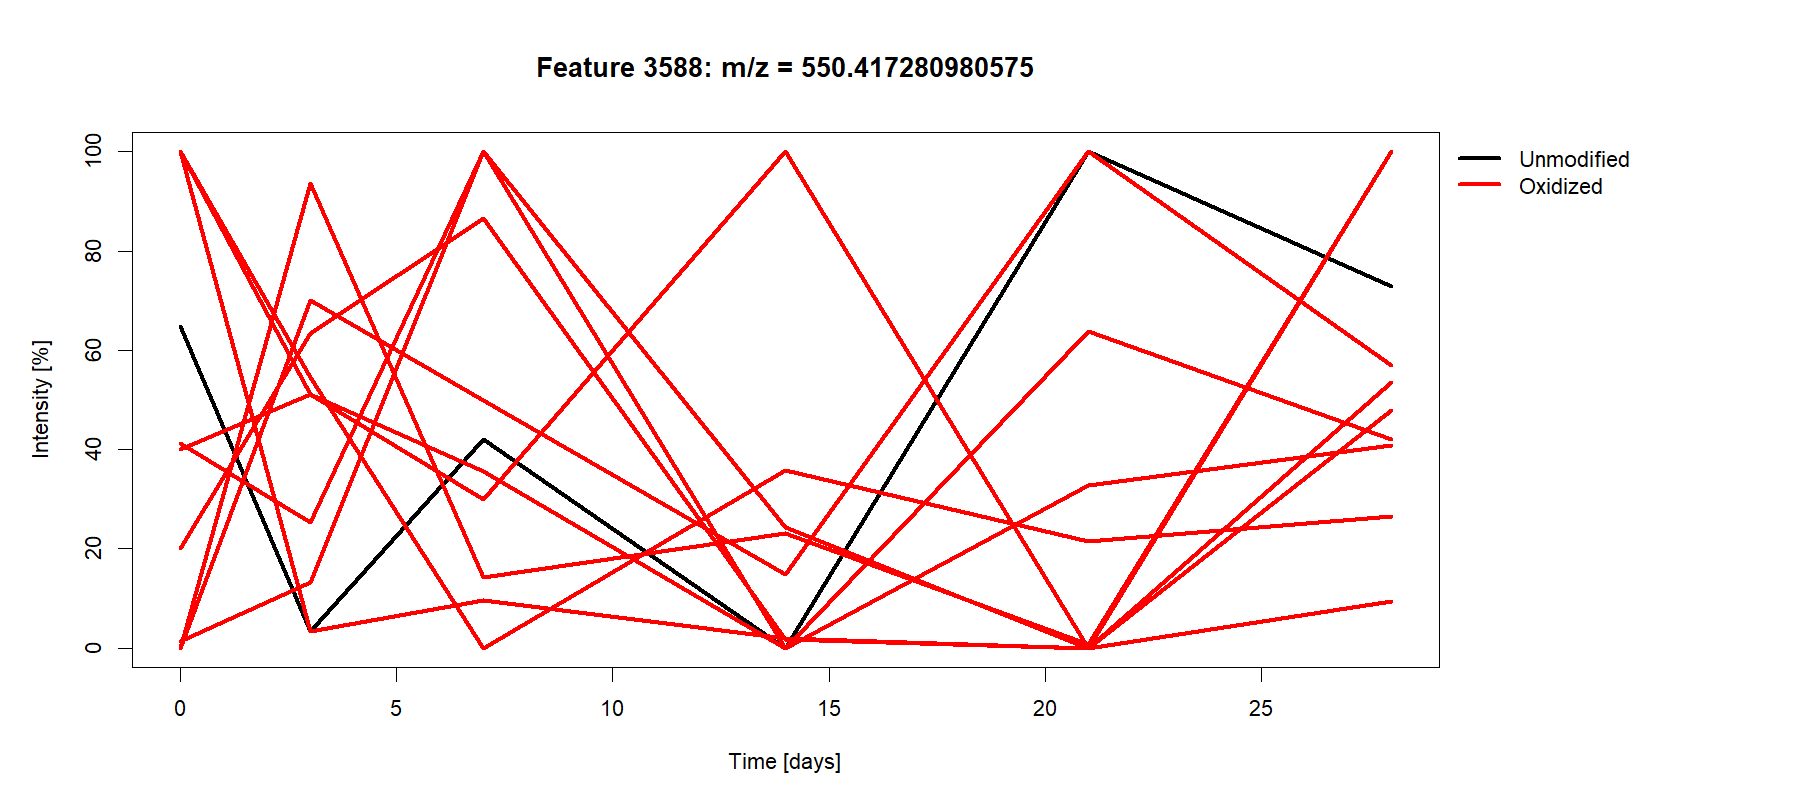 Feature 3588: m/z = 550.417280980575
Unmodified
Oxidized
Intensity [%]
100
80
60
40
20
0
0 5 10 15 20 25
Time [days]